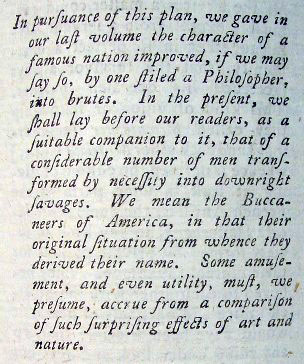 In purſuance of this plan, we gave in
our laſt volume the character of a
famous nation improved, if we may
ſay ſo, by one ſtiled a Philoſopher,
into brutes. In the preſent, we
ſhall lay before our readers, as a
ſuitable companion to it, that of a
conſiderable number of men tranſ-
formed by neceſſity into downright
ſavages. We mean the Bucca-
neers of America, in that their
original ſituation from whence they
derived their name. Some amuſe-
ment, and even utility, muſt, we
preſume, accrue from a compariſon
of ſuch ſurpriſing effects of art and
nature.